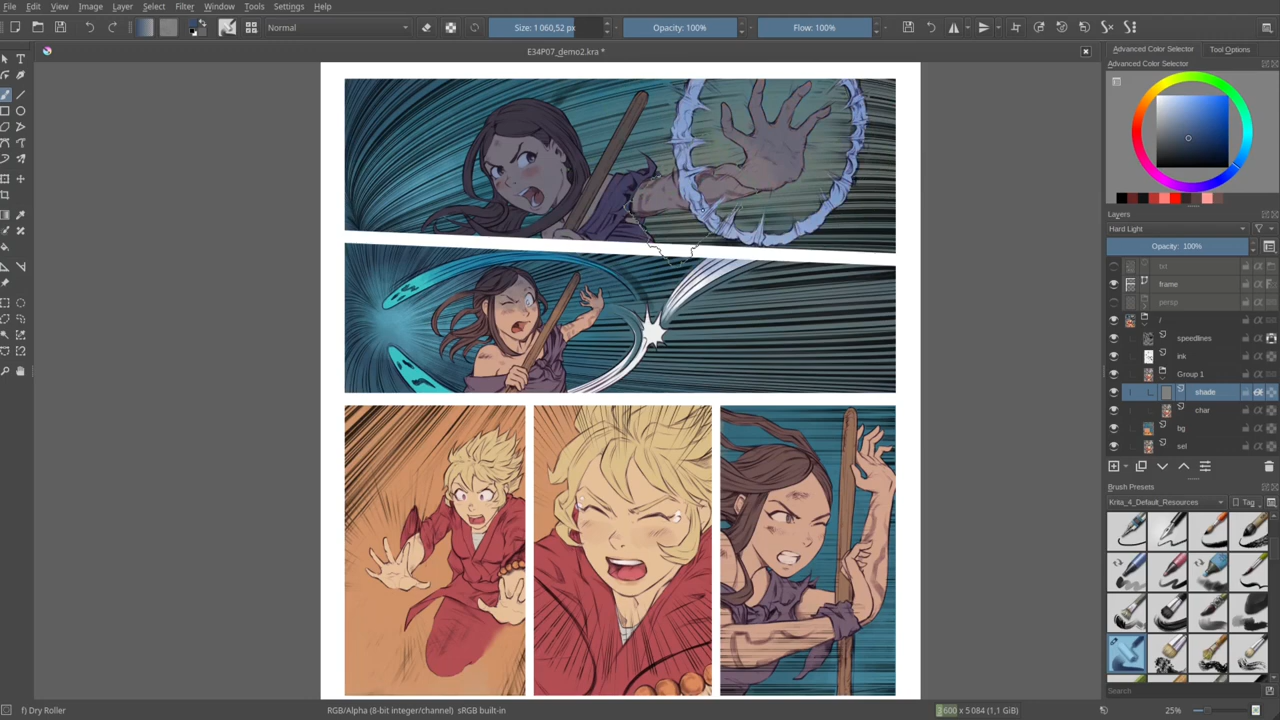 File Edit View Image Layer Select Filter Window Tools Settings Help
Normal
Size: 1 060,52 px
Opacity: 100%
Flow: 100%
E34P07_demo2.kra *
Advanced Color Selector
Tool Options
Advanced Color Selector
Layers
Hard Light
Opacity: 100%
txt
frame
persp
/
speedlines
ink
Group 1
shade
char
bg
sel
Brush Presets
Krita_4_Default_Resources
Tag
Search
f) Dry Roller
RGB/Alpha (8-bit integer/channel) sRGB built-in
3 600 x 5 084 (1,1 GiB)
25%